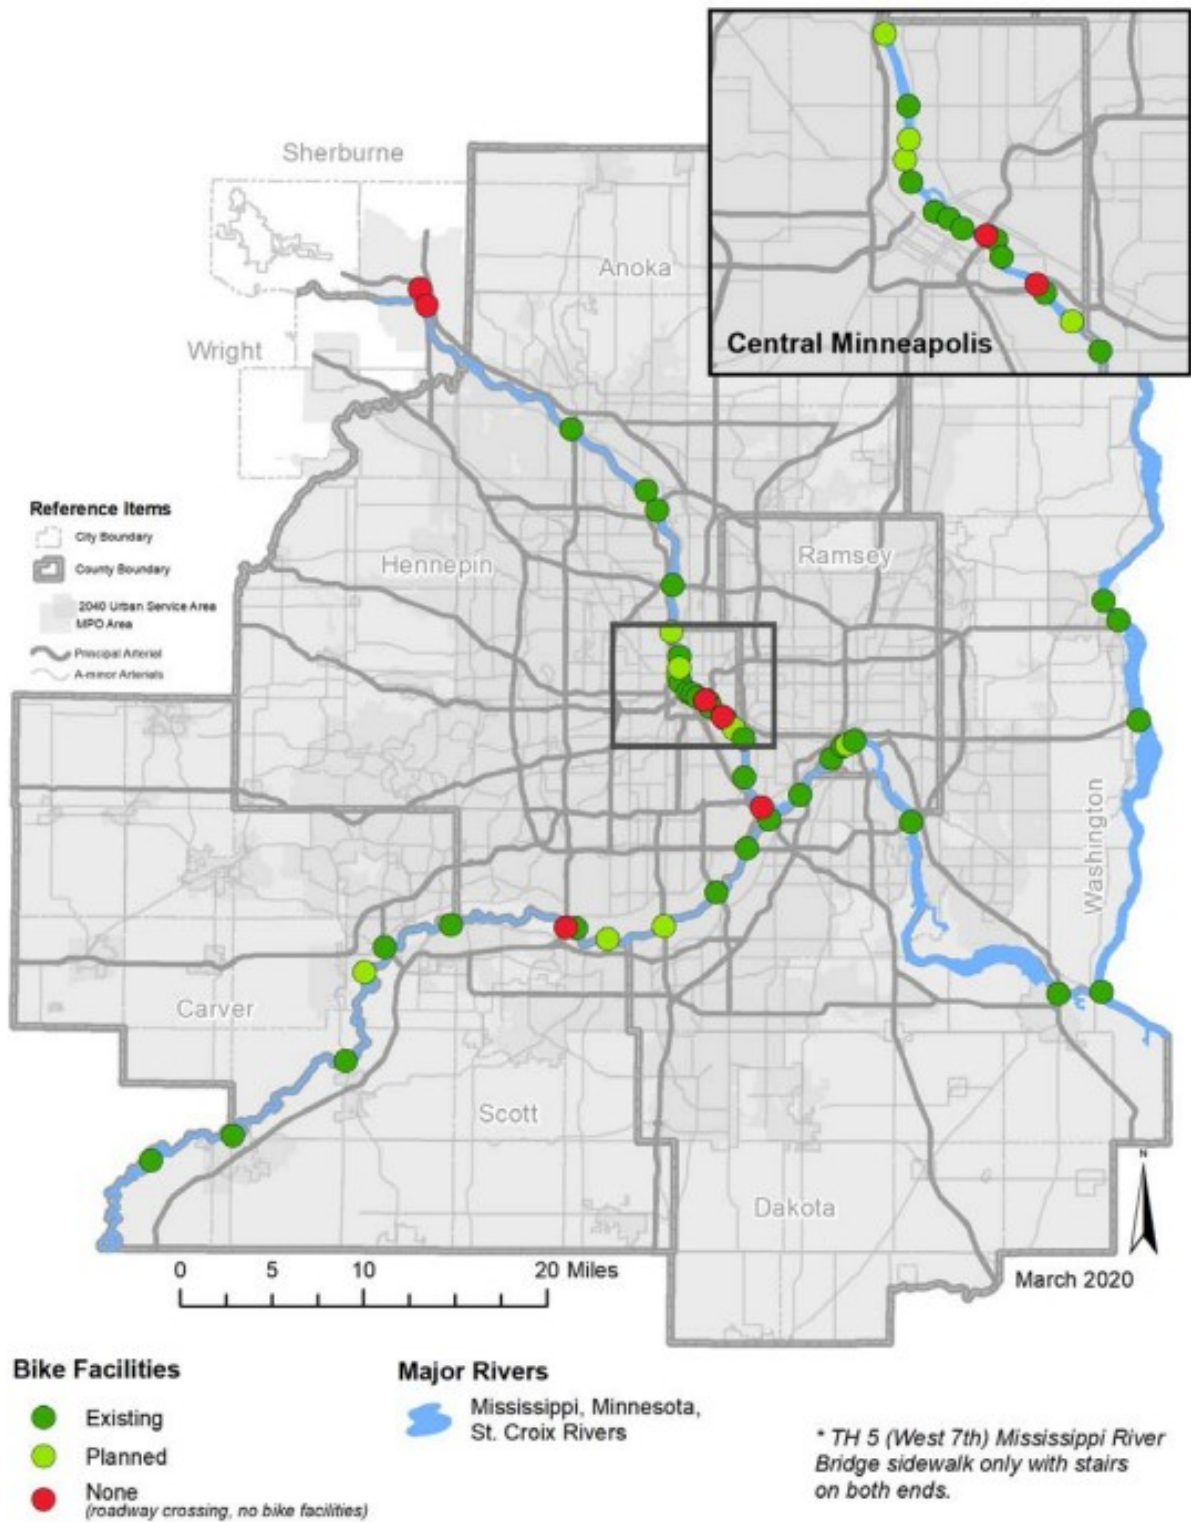 Central Minneapolis
Sherburne
Anoka
Wright
Reference Items
City Boundary
County Boundary
2040 Urban Service Area
MPO Area
Principal Arterial
A-minor Arterials
Hennepin
Ramsey
Washington
Carver
Scott
Dakota
N
0 5 10 20 Miles
March 2020
Bike Facilities
Existing
Planned
None
(roadway crossing, no bike facilities)
Major Rivers
Mississippi, Minnesota,
St. Croix Rivers
* TH 5 (West 7th) Mississippi River
Bridge sidewalk only with stairs
on both ends.